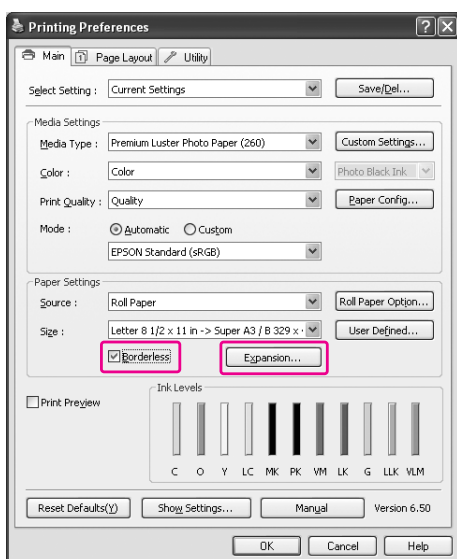 Printing Preferences
Main Page Layout Utility
Select Setting : Current Settings Save/Del...
Media Settings
Media Type : Premium Luster Photo Paper (260) Custom Settings...
Color : Color Photo Black Ink
Print Quality : Quality Paper Config...
Mode : Automatic Custom
EPSON Standard (sRGB)
Paper Settings
Source : Roll Paper Roll Paper Option...
Size : Letter 8 1/2 x 11 in -> Super A3 / B 329 x User Defined...
Borderless Expansion...
Print Preview
Ink Levels
C O Y LC MK PK VM LK G LLK VLM
Reset Defaults(Y) Show Settings... Manual Version 6.50
OK Cancel Help